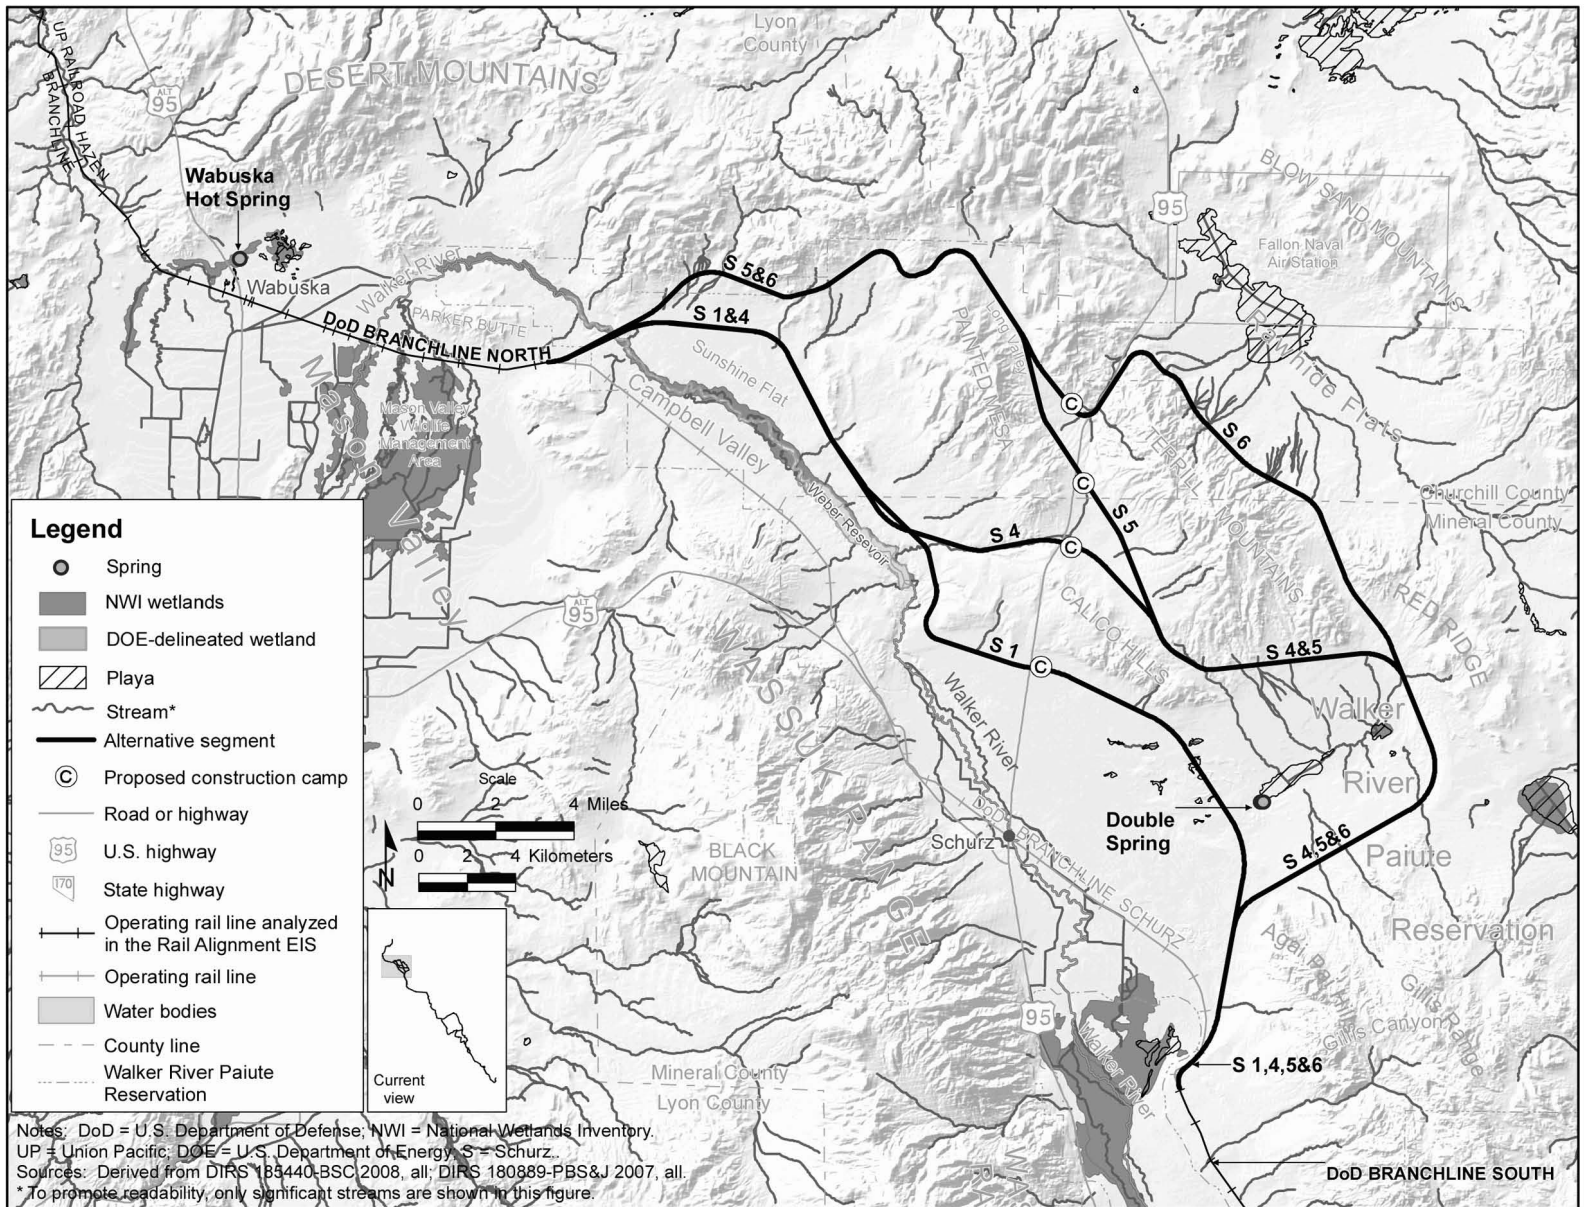 Lyon
County
DESERT MOUNTAINS
UP RAILROAD HAZEN
BRANCHLINE
ALT
95
Wabuska
Hot Spring
95
BLOW SAND MOUNTAINS
Fallon Naval
Air Station
Wabuska
Walker River
S 5&6
PARKER BUTTE
S 1&4
DoD BRANCHLINE NORTH
Sunshine Flat
PAINTED MESA
Rawhide Flats
Mason Valley
Mason Valley
Wildlife
Management
Area
Campbell Valley
C
S 6
TERRILL MOUNTAINS
C
S 5
Weber Resevoir
S 4
C
Churchill County
Mineral County
CALICO HILLS
RED RIDGE
ALT
95
WASSUK RANGE
S 1
C
S 4&5
Walker River
Walker
River
Paiute
Reservation
Double
Spring
S 4,5&6
Schurz
DoD BRANCHLINE SCHURZ
BLACK
MOUNTAIN
Agai Pah Hills
Gillis Range
Gillis Canyon
95
Walker River
S 1,4,5&6
Mineral County
Lyon County
DoD BRANCHLINE SOUTH
Legend
Spring
NWI wetlands
DOE-delineated wetland
Playa
Stream*
Alternative segment
C Proposed construction camp
Road or highway
95 U.S. highway
170 State highway
Operating rail line analyzed
in the Rail Alignment EIS
Operating rail line
Water bodies
County line
Walker River Paiute
Reservation
Scale
0 2 4 Miles
0 2 4 Kilometers
N
Current
view
Notes: DoD = U.S. Department of Defense; NWI = National Wetlands Inventory.
UP = Union Pacific; DOE = U.S. Department of Energy, S = Schurz..
Sources: Derived from DIRS 185440-BSC 2008, all; DIRS 180889-PBS&J 2007, all.
* To promote readability, only significant streams are shown in this figure.